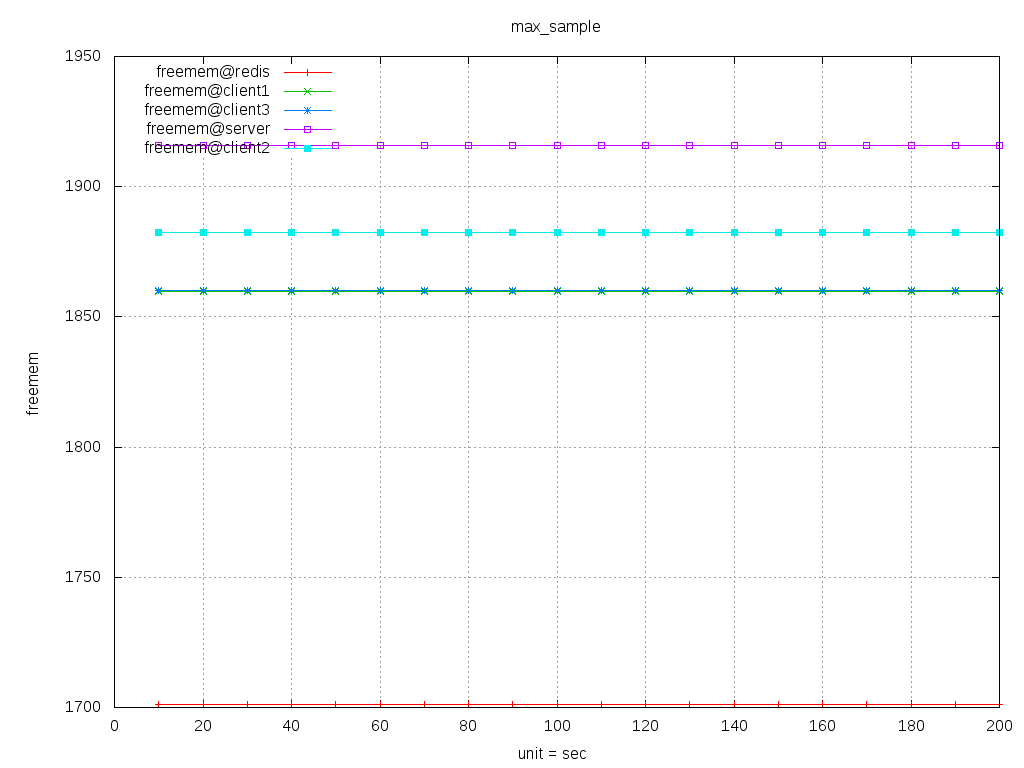 max_sample
1950
freemem@redis
freemem@client1
freemem@client3
freemem@server
freemem@client2
1900
1850
freemem
1800
1750
1700
0 20 40 60 80 100 120 140 160 180 200
unit = sec